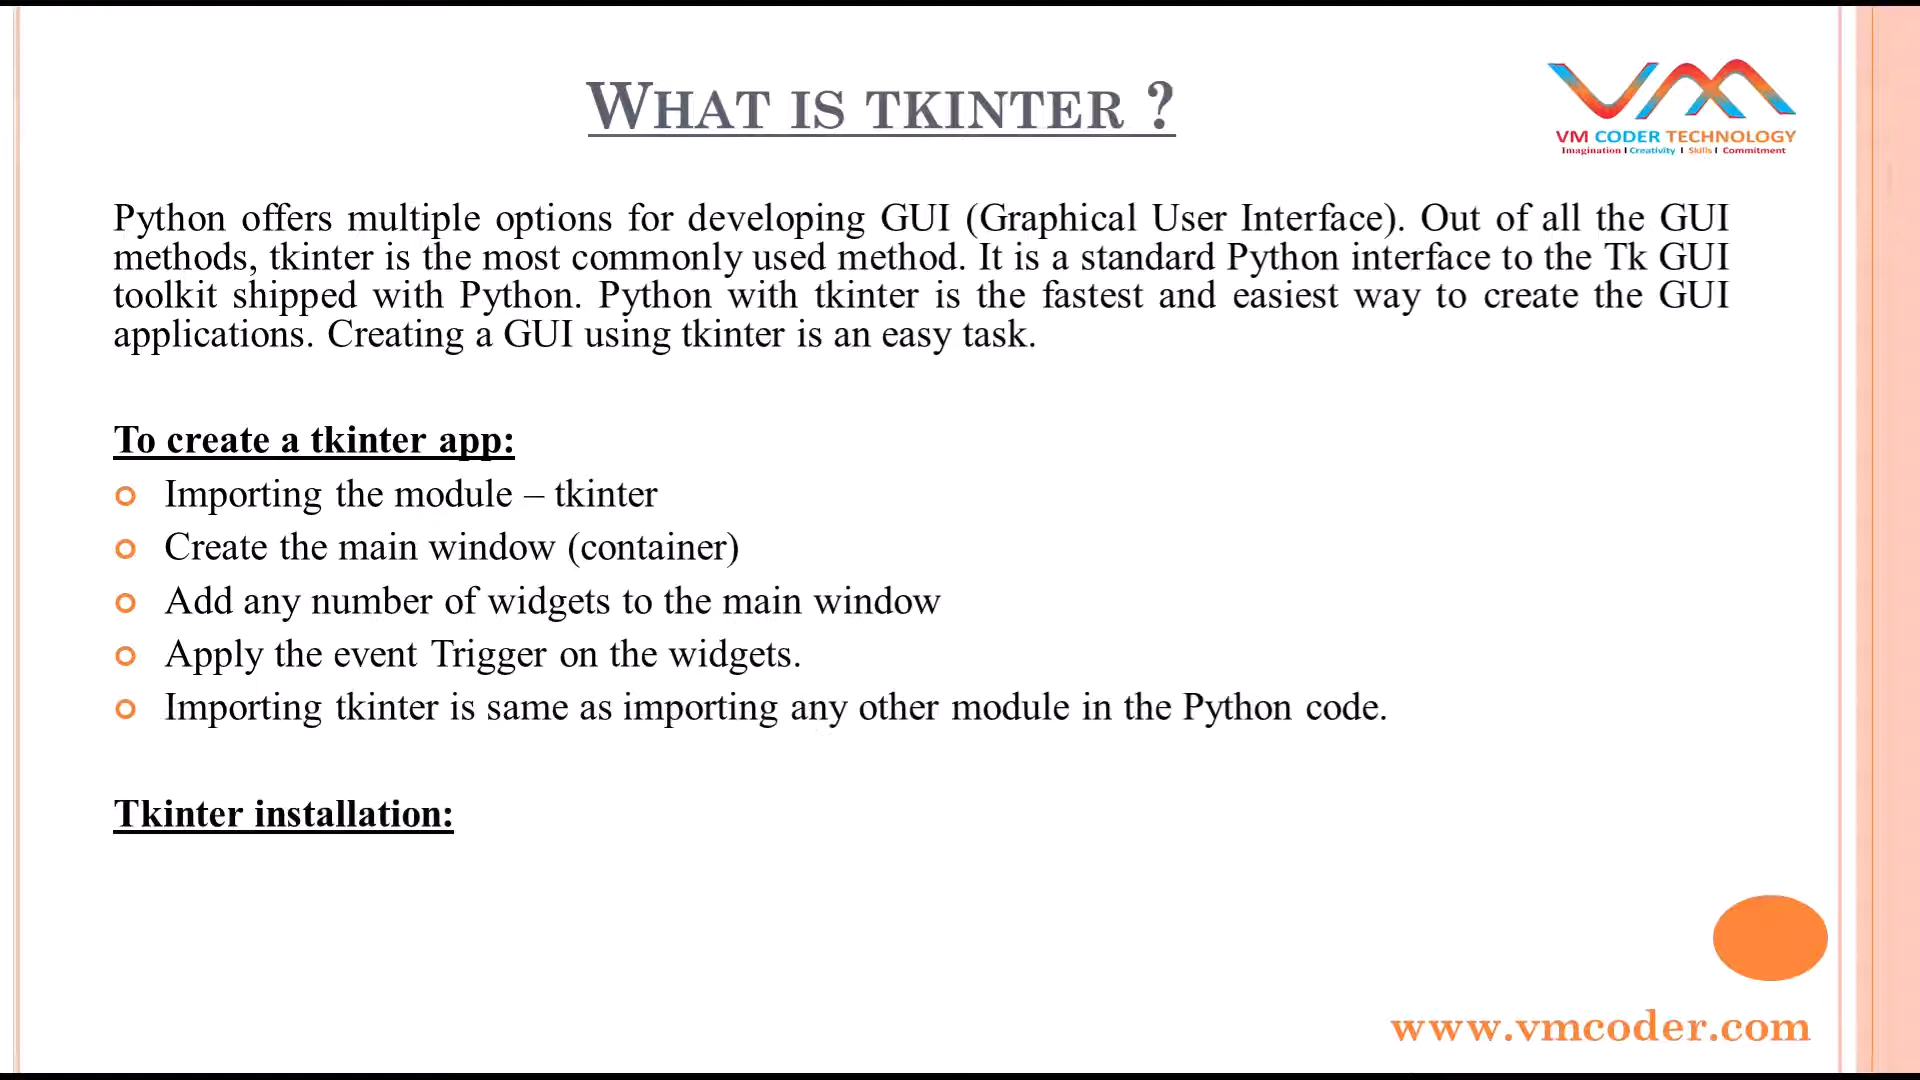 WHAT IS TKINTER ?
VM CODER TECHNOLOGY
Imagination I Creativity I Skills I Commitment
Python offers multiple options for developing GUI (Graphical User Interface). Out of all the GUI
methods, tkinter is the most commonly used method. It is a standard Python interface to the Tk GUI
toolkit shipped with Python. Python with tkinter is the fastest and easiest way to create the GUI
applications. Creating a GUI using tkinter is an easy task.
To create a tkinter app:
Importing the module – tkinter
Create the main window (container)
Add any number of widgets to the main window
Apply the event Trigger on the widgets.
Importing tkinter is same as importing any other module in the Python code.
Tkinter installation:
www.vmcoder.com